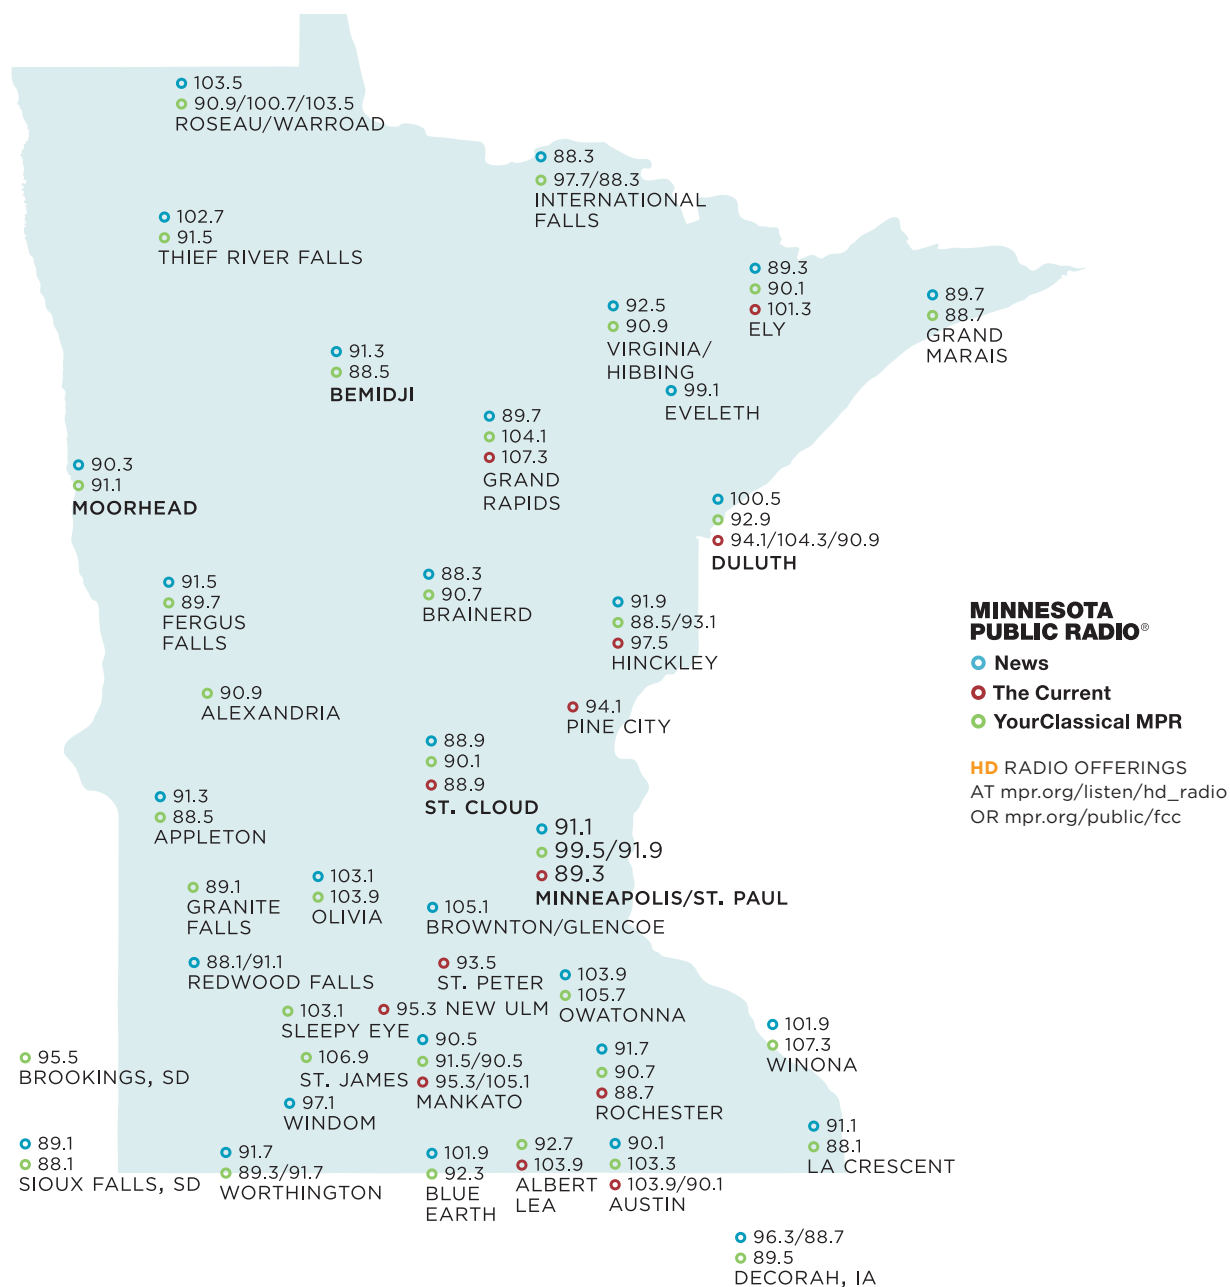 103.5
90.9/100.7/103.5
ROSEAU/WARROAD
88.3
97.7/88.3
INTERNATIONAL
FALLS
102.7
91.5
THIEF RIVER FALLS
89.3
90.1
101.3
ELY
89.7
88.7
GRAND
MARAIS
92.5
90.9
VIRGINIA/
HIBBING
91.3
88.5
BEMIDJI
99.1
EVELETH
89.7
104.1
107.3
GRAND
RAPIDS
90.3
91.1
MOORHEAD
100.5
92.9
94.1/104.3/90.9
DULUTH
91.5
89.7
FERGUS
FALLS
88.3
90.7
BRAINERD
91.9
88.5/93.1
97.5
HINCKLEY
MINNESOTA
PUBLIC RADIO®
News
The Current
YourClassical MPR
HD RADIO OFFERINGS
AT mpr.org/listen/hd_radio
OR mpr.org/public/fcc
90.9
ALEXANDRIA
94.1
PINE CITY
88.9
90.1
88.9
ST. CLOUD
91.3
88.5
APPLETON
91.1
99.5/91.9
89.3
MINNEAPOLIS/ST. PAUL
89.1
GRANITE
FALLS
103.1
103.9
OLIVIA
105.1
BROWNTON/GLENCOE
88.1/91.1
REDWOOD FALLS
93.5
ST. PETER
103.9
105.7
OWATONNA
103.1
SLEEPY EYE
95.3 NEW ULM
101.9
107.3
WINONA
95.5
BROOKINGS, SD
106.9
ST. JAMES
90.5
91.5/90.5
95.3/105.1
MANKATO
91.7
90.7
88.7
ROCHESTER
97.1
WINDOM
91.1
88.1
LA CRESCENT
89.1
88.1
SIOUX FALLS, SD
91.7
89.3/91.7
WORTHINGTON
101.9
92.3
BLUE
EARTH
92.7
103.9
ALBERT
LEA
90.1
103.3
103.9/90.1
AUSTIN
96.3/88.7
89.5
DECORAH, IA